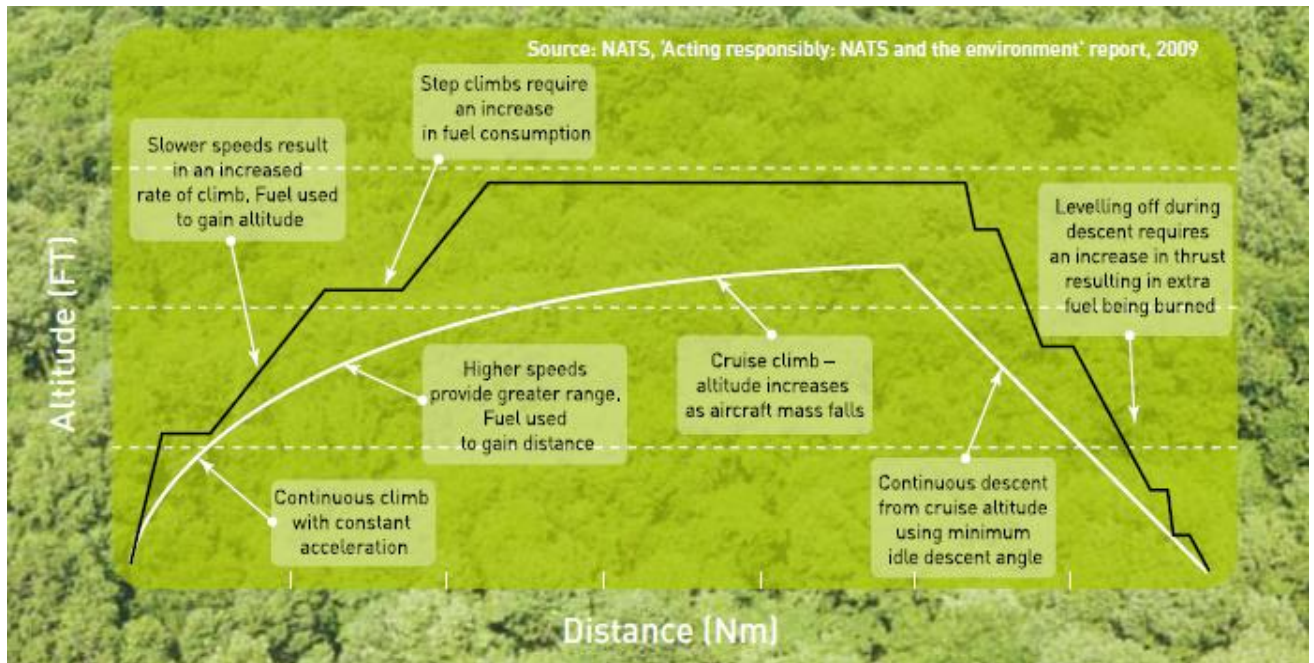 Source: NATS, 'Acting responsibly: NATS and the environment' report, 2009
Step climbs require
an increase
in fuel consumption
Slower speeds result
in an increased
rate of climb, Fuel used
to gain altitude
Levelling off during
descent requires
an increase in thrust
resulting in extra
fuel being burned
Altitude (FT)
Higher speeds
provide greater range,
Fuel used
to gain distance
Cruise climb –
altitude increases
as aircraft mass falls
Continuous climb
with constant
acceleration
Continuous descent
from cruise altitude
using minimum
idle descent angle
Distance (Nm)